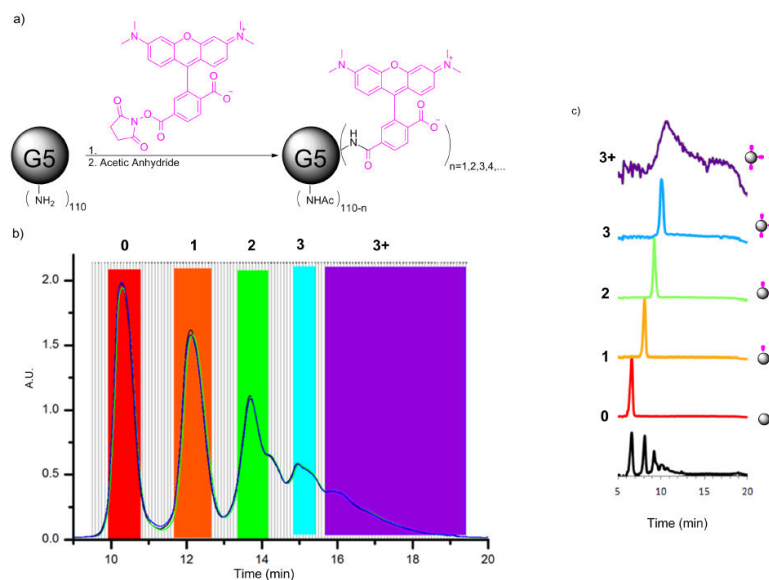 a)
N
O
N⁺
O
O⁻
N
O
O
O
O
O
1.
2. Acetic Anhydride
G5
( NH₂ )₁₁₀
N
O
N⁺
O
O⁻
H
N
O
n=1,2,3,4,...
G5
( NHAc )₁₁₀₋ₙ
b)
0 1 2 3 3+
2.0
1.5
1.0
0.5
0.0
A.U.
10 12 14 16 18 20
Time (min)
c)
3+
3
2
1
0
5 10 15 20
Time (min)